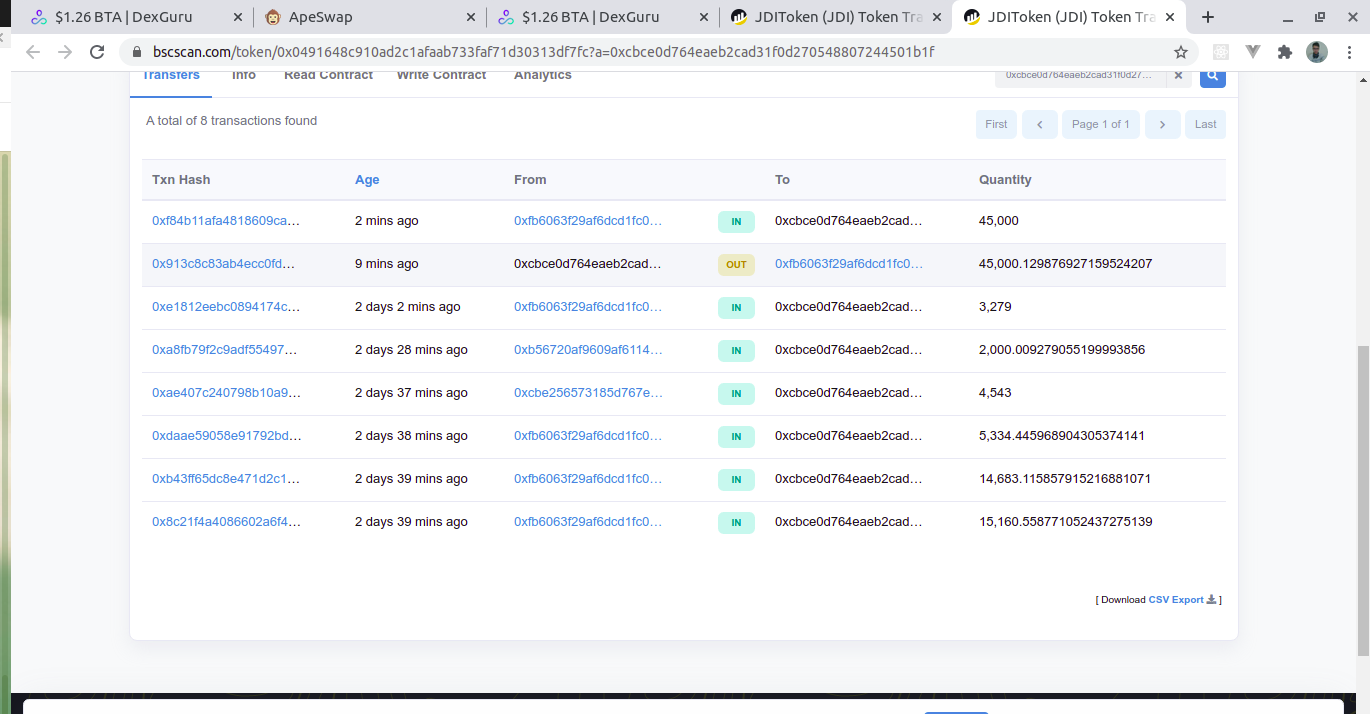 $1.26 BTA | DexGuru
ApeSwap
$1.26 BTA | DexGuru
JDIToken (JDI) Token Tra
JDIToken (JDI) Token Tra
bscscan.com/token/0x0491648c910ad2c1afaab733faf71d30313df7fc?a=0xcbce0d764eaeb2cad31f0d270548807244501b1f
Transfers Info Read Contract Write Contract Analytics 0xcbce0d764eaeb2cad31f0d27...
A total of 8 transactions found First Page 1 of 1 Last
Txn Hash Age From To Quantity
0xf84b11afa4818609ca... 2 mins ago 0xfb6063f29af6dcd1fc0... IN 0xcbce0d764eaeb2cad... 45,000
0x913c8c83ab4ecc0fd... 9 mins ago 0xcbce0d764eaeb2cad... OUT 0xfb6063f29af6dcd1fc0... 45,000.129876927159524207
0xe1812eebc0894174c... 2 days 2 mins ago 0xfb6063f29af6dcd1fc0... IN 0xcbce0d764eaeb2cad... 3,279
0xa8fb79f2c9adf55497... 2 days 28 mins ago 0xb56720af9609af6114... IN 0xcbce0d764eaeb2cad... 2,000.009279055199993856
0xae407c240798b10a9... 2 days 37 mins ago 0xcbe256573185d767e... IN 0xcbce0d764eaeb2cad... 4,543
0xdaae59058e91792bd... 2 days 38 mins ago 0xfb6063f29af6dcd1fc0... IN 0xcbce0d764eaeb2cad... 5,334.445968904305374141
0xb43ff65dc8e471d2c1... 2 days 39 mins ago 0xfb6063f29af6dcd1fc0... IN 0xcbce0d764eaeb2cad... 14,683.115857915216881071
0x8c21f4a4086602a6f4... 2 days 39 mins ago 0xfb6063f29af6dcd1fc0... IN 0xcbce0d764eaeb2cad... 15,160.558771052437275139
[ Download CSV Export ]